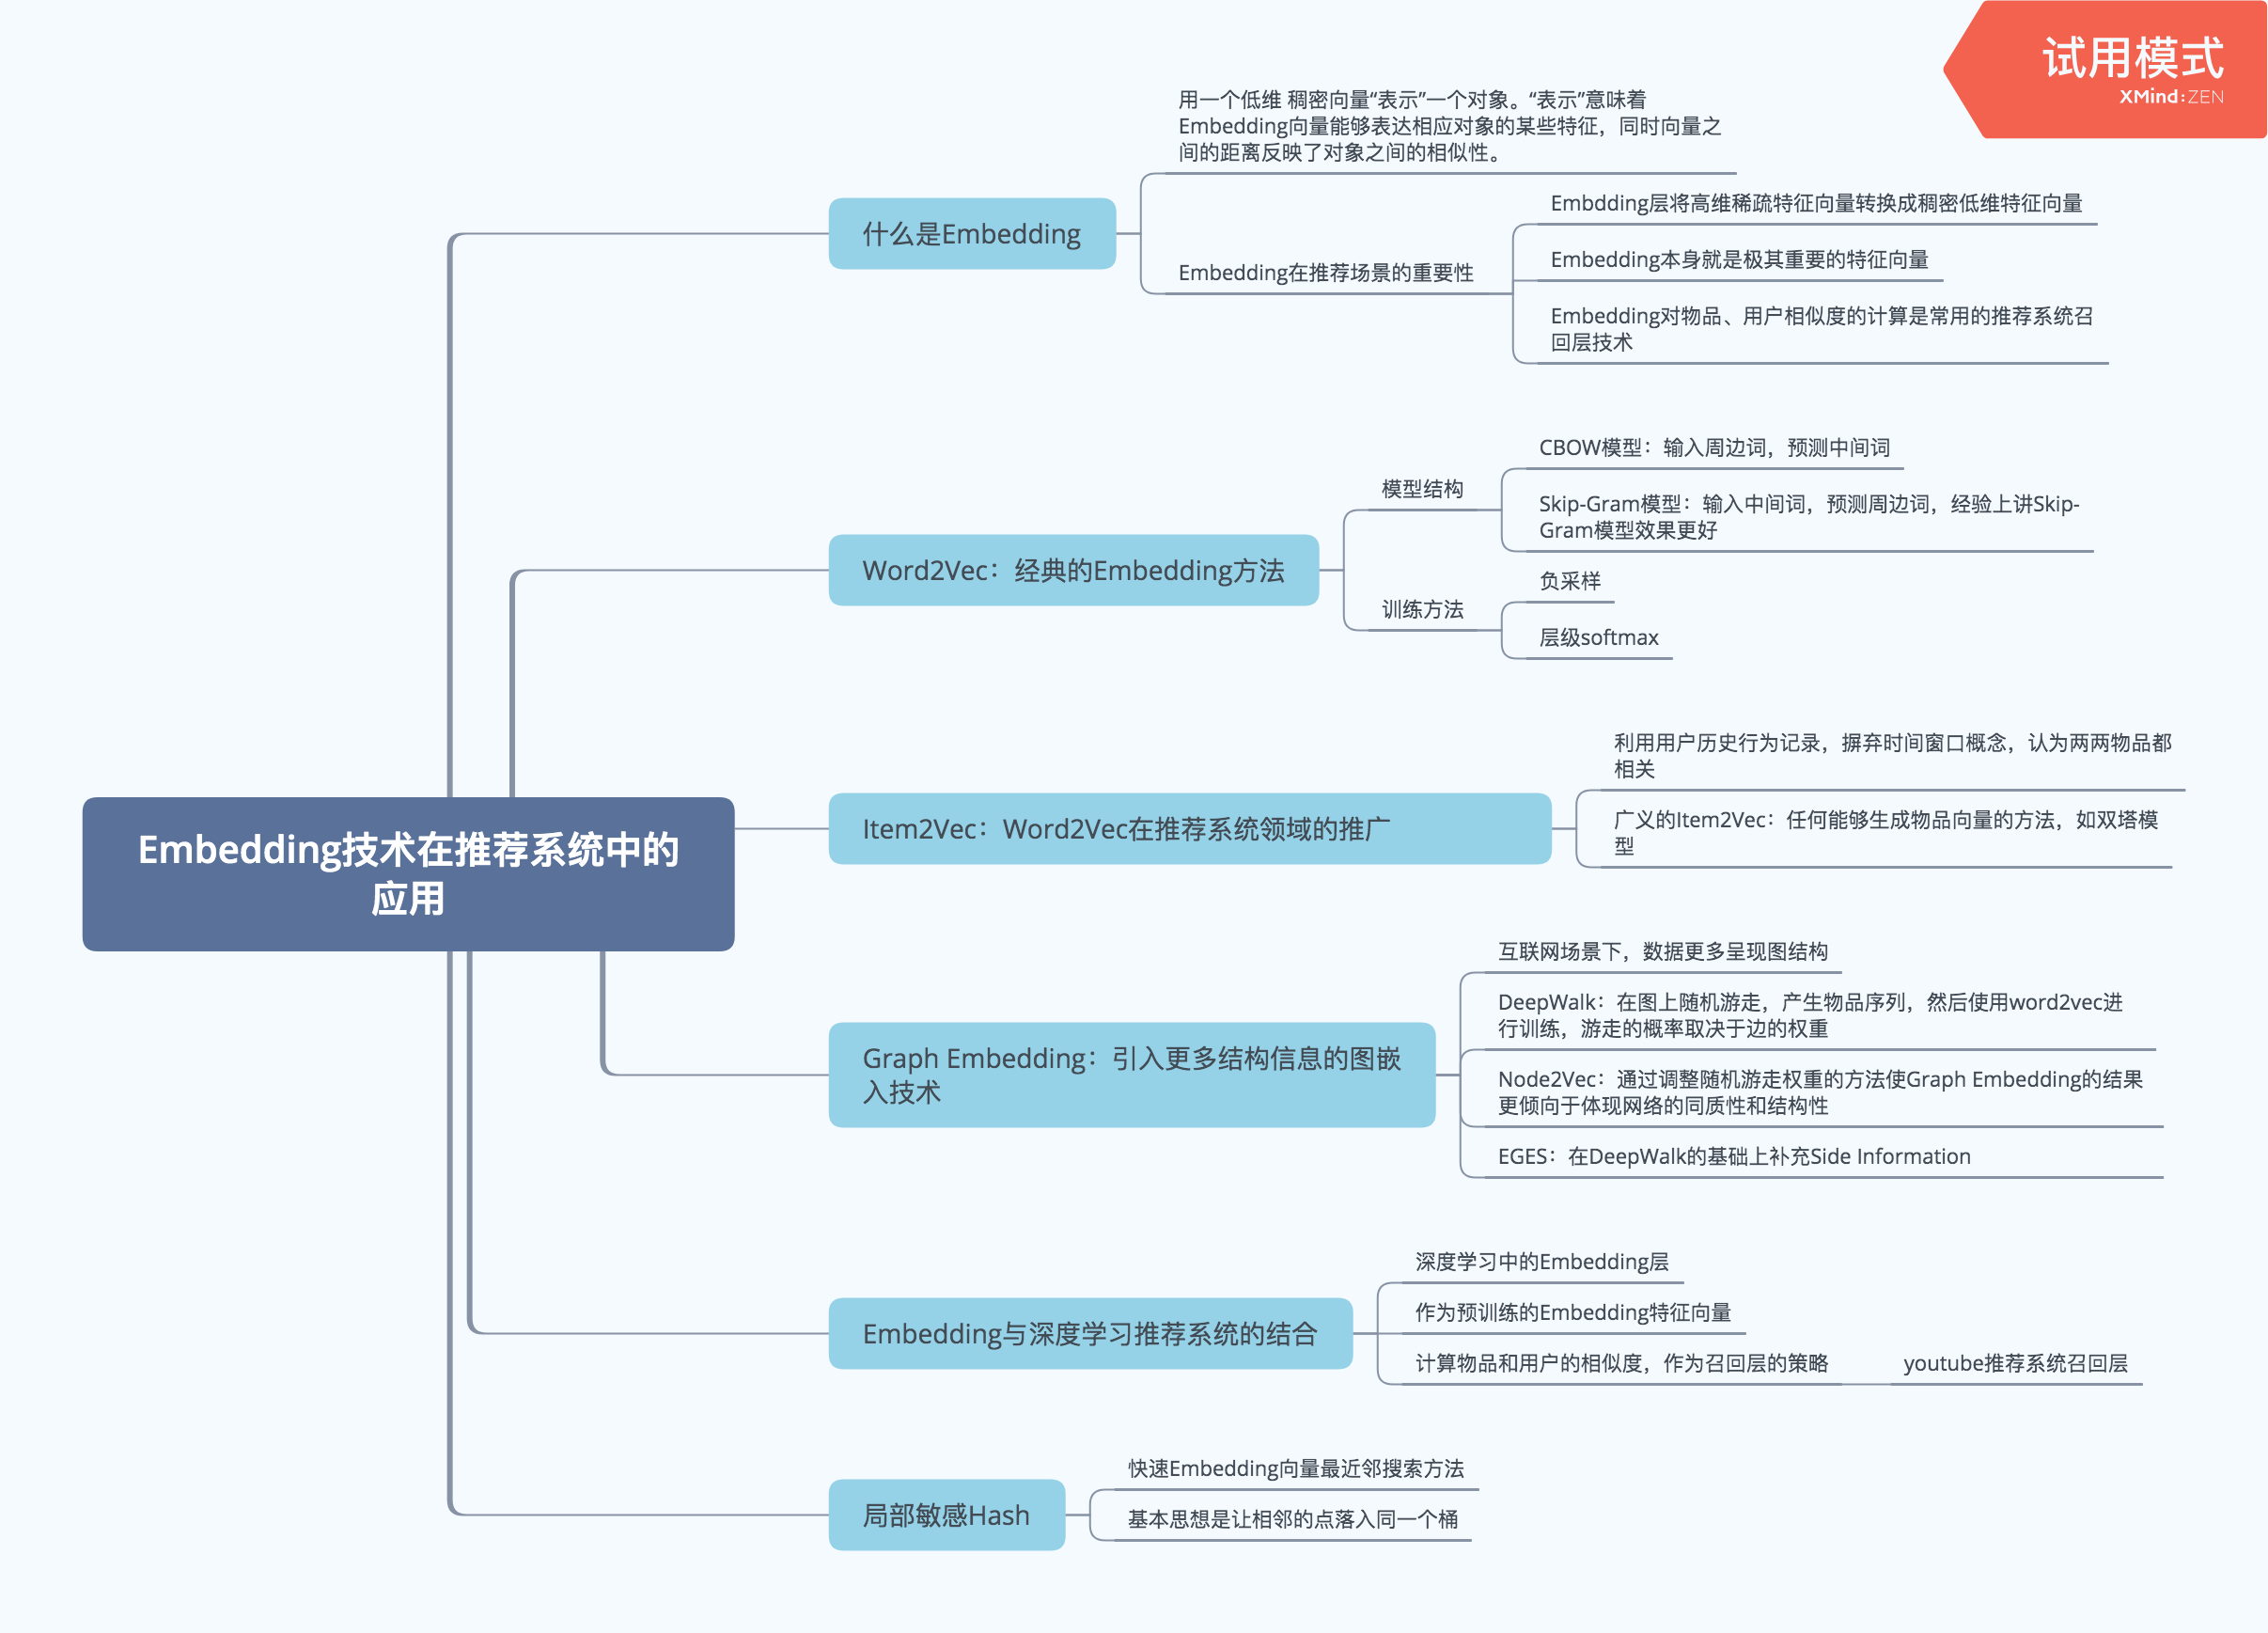 试用模式
XMind:ZEN
用一个低维 稠密向量“表示”一个对象。“表示”意味着
Embedding向量能够表达相应对象的某些特征，同时向量之
间的距离反映了对象之间的相似性。
什么是Embedding
Embedding在推荐场景的重要性
Embdding层将高维稀疏特征向量转换成稠密低维特征向量
Embedding本身就是极其重要的特征向量
Embedding对物品、用户相似度的计算是常用的推荐系统召
回层技术
Word2Vec：经典的Embedding方法
模型结构
CBOW模型：输入周边词，预测中间词
Skip-Gram模型：输入中间词，预测周边词，经验上讲Skip-
Gram模型效果更好
训练方法
负采样
层级softmax
Embedding技术在推荐系统中的
应用
Item2Vec：Word2Vec在推荐系统领域的推广
利用用户历史行为记录，摒弃时间窗口概念，认为两两物品都
相关
广义的Item2Vec：任何能够生成物品向量的方法，如双塔模
型
Graph Embedding：引入更多结构信息的图嵌
入技术
互联网场景下，数据更多呈现图结构
DeepWalk：在图上随机游走，产生物品序列，然后使用word2vec进
行训练，游走的概率取决于边的权重
Node2Vec：通过调整随机游走权重的方法使Graph Embedding的结果
更倾向于体现网络的同质性和结构性
EGES：在DeepWalk的基础上补充Side Information
Embedding与深度学习推荐系统的结合
深度学习中的Embedding层
作为预训练的Embedding特征向量
计算物品和用户的相似度，作为召回层的策略
youtube推荐系统召回层
局部敏感Hash
快速Embedding向量最近邻搜索方法
基本思想是让相邻的点落入同一个桶